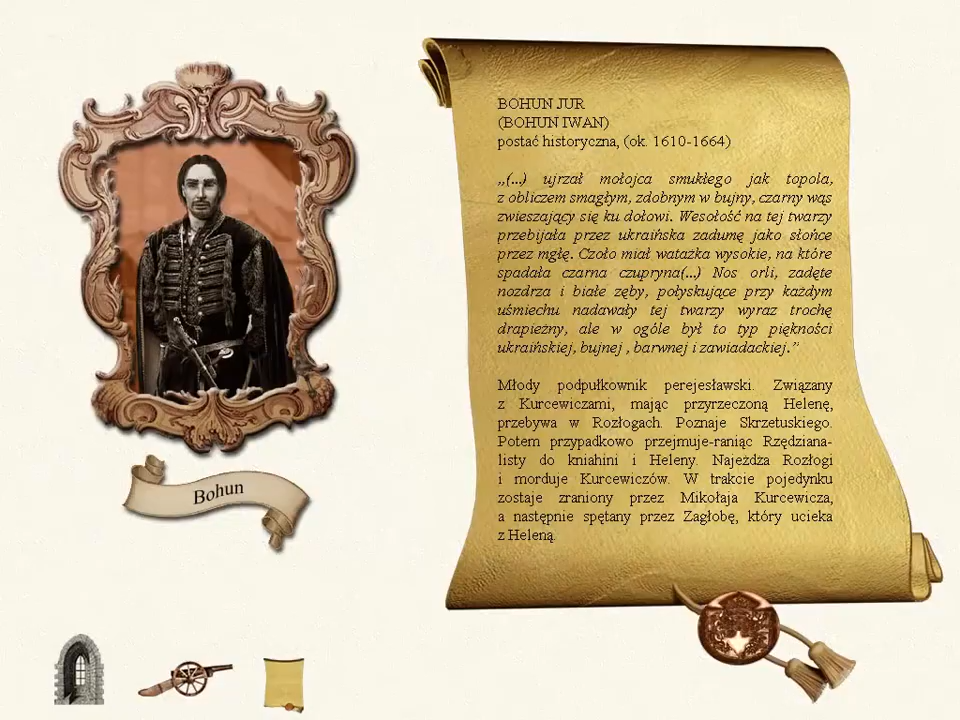 BOHUN JUR
(BOHUN IWAN)
postać historyczna, (ok. 1610-1664)
„(...) ujrzał mołojca smukłego jak topola,
z obliczem smagłym, zdobnym w bujny, czarny wąs
zwieszający się ku dołowi. Wesołość na tej twarzy
przebijała przez ukraińska zadumę jako słońce
przez mgłę. Czoło miał watażka wysokie, na które
spadała czarna czupryna(...) Nos orli, zadęte
nozdrza i białe zęby, połyskujące przy każdym
uśmiechu nadawały tej twarzy wyraz trochę
drapieżny, ale w ogóle był to typ piękności
ukraińskiej, bujnej , barwnej i zawiadackiej.”
Młody podpułkownik perejesławski. Związany
z Kurcewiczami, mając przyrzeczoną Helenę,
przebywa w Rozłogach. Poznaje Skrzetuskiego.
Potem przypadkowo przejmuje-raniąc Rzędziana-
listy do kniahini i Heleny. Najeżdża Rozłogi
i morduje Kurcewiczów. W trakcie pojedynku
zostaje zraniony przez Mikołaja Kurcewicza,
a następnie spętany przez Zagłobę, który ucieka
z Heleną.
Bohun